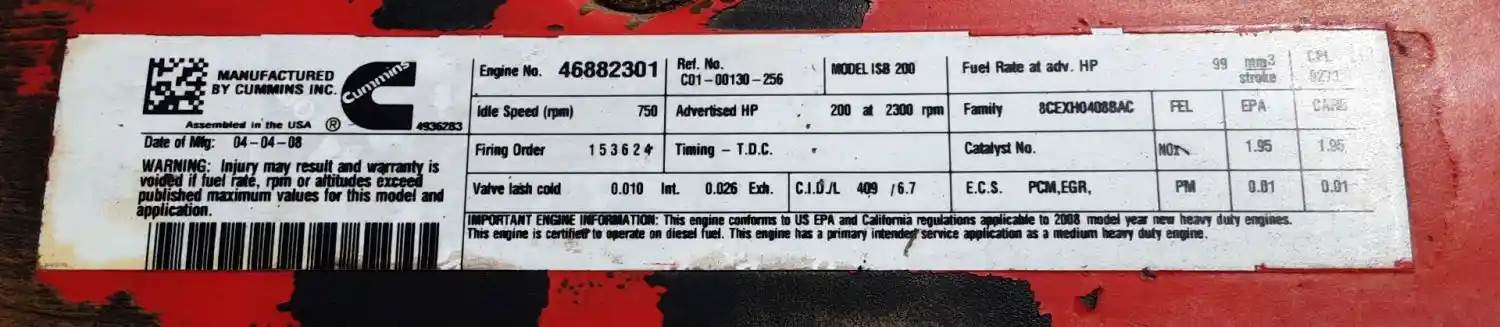 MANUFACTURED
BY CUMMINS INC.
Cummins
Assembled in the USA ® 4936283
Date of Mfg: 04-04-08
WARNING: Injury may result and warranty is
voided if fuel rate, rpm or altitudes exceed
published maximum values for this model and
application.
Engine No. 46882301
Ref. No.
C01-00130-256
MODEL ISB 200
Fuel Rate at adv. HP 99 mm3
stroke
CPL
Idle Speed (rpm) 750
Advertised HP 200 at 2300 rpm
Family 8CEXH0408BAC
FEL EPA CARB
Firing Order 153624
Timing - T.D.C.
Catalyst No.
NOx 1.95 1.95
Valve lash cold 0.010 Int. 0.026 Exh.
C.I.D./L 409 /6.7
E.C.S. PCM,EGR,
PM 0.01 0.01
IMPORTANT ENGINE INFORMATION: This engine conforms to US EPA and California regulations applicable to 2008 model year new heavy duty engines.
This engine is certified to operate on diesel fuel. This engine has a primary intended service application as a medium heavy duty engine.